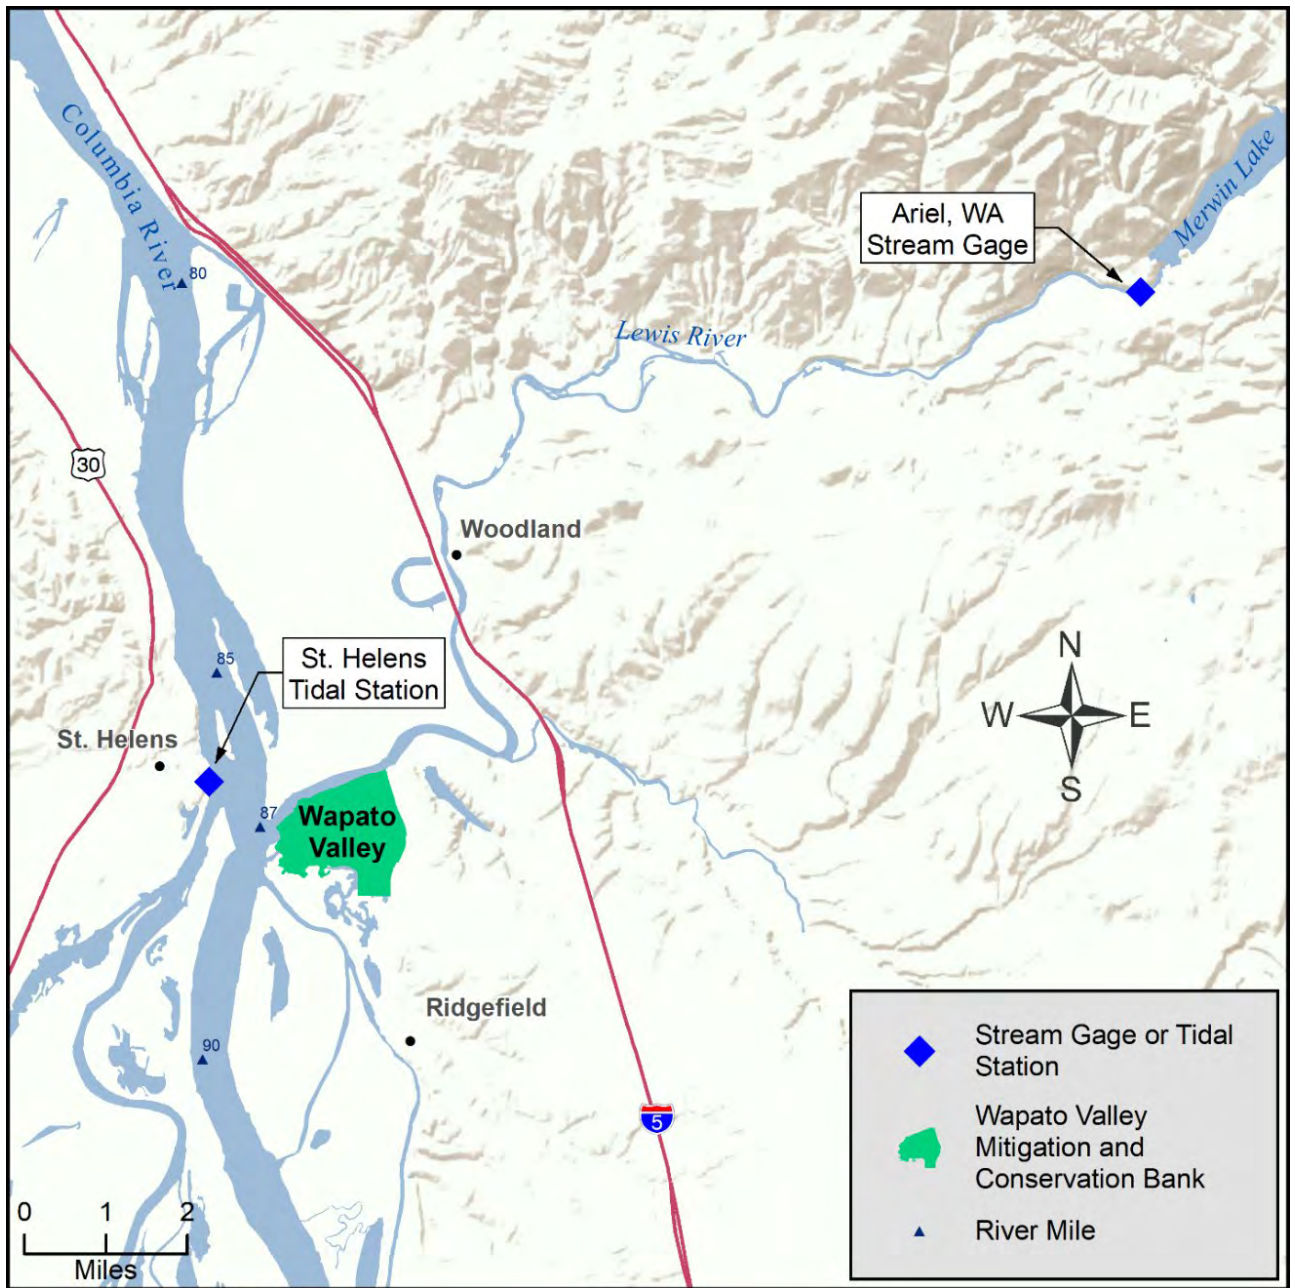 Columbia River
80
Ariel, WA
Stream Gage
Merwin Lake
Lewis River
30
Woodland
85
St. Helens
Tidal Station
N
W
E
S
St. Helens
87
Wapato
Valley
Ridgefield
90
5
0
1
2
Miles
Stream Gage or Tidal
Station
Wapato Valley
Mitigation and
Conservation Bank
River Mile